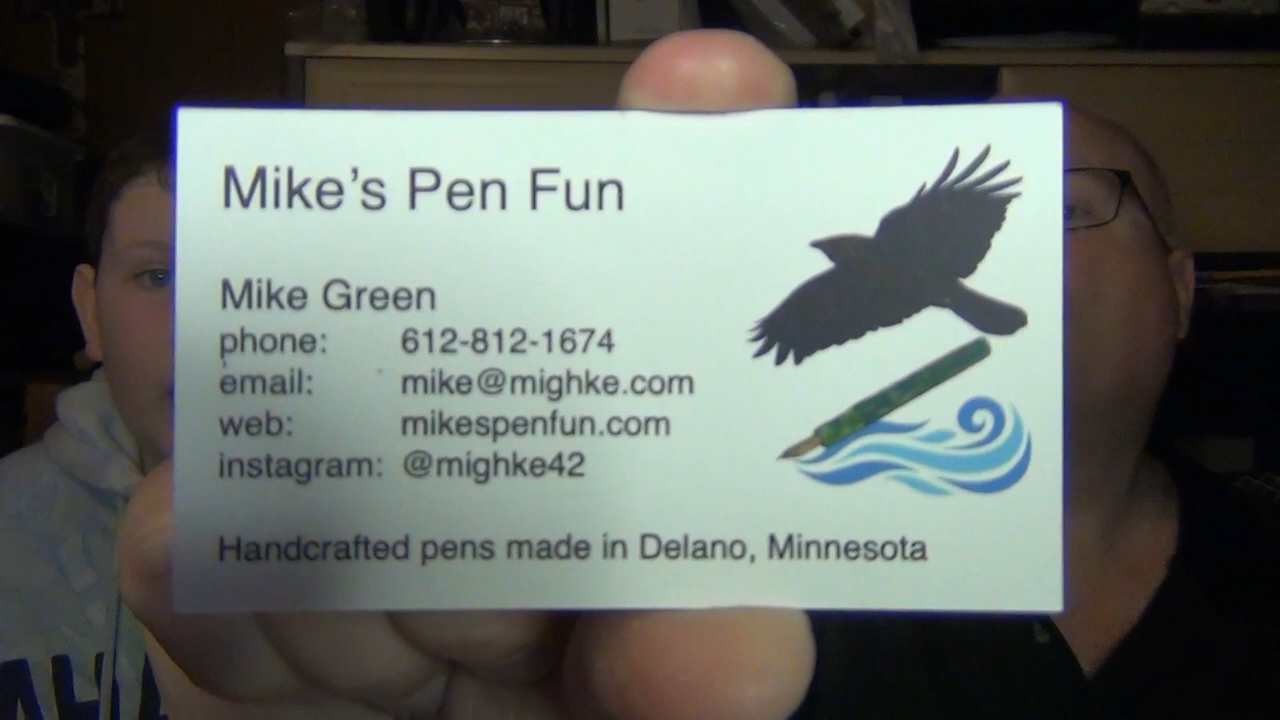 Mike's Pen Fun
Mike Green
phone: 612-812-1674
email: mike@mighke.com
web: mikespenfun.com
instagram: @mighke42
Handcrafted pens made in Delano, Minnesota